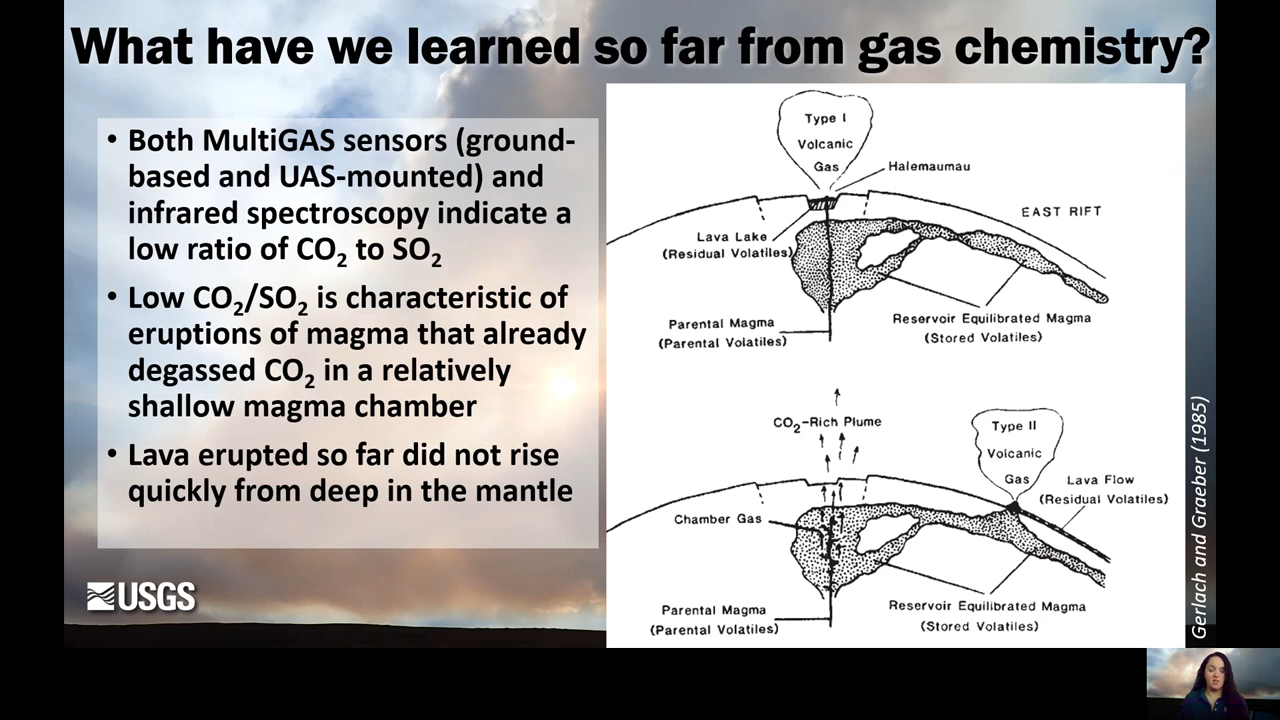 What have we learned so far from gas chemistry?
• Both MultiGAS sensors (ground-
based and UAS-mounted) and
infrared spectroscopy indicate a
low ratio of CO₂ to SO₂
• Low CO₂/SO₂ is characteristic of
eruptions of magma that already
degassed CO₂ in a relatively
shallow magma chamber
• Lava erupted so far did not rise
quickly from deep in the mantle
USGS
Type I
Volcanic
Gas
Halemaumau
EAST RIFT
Lava Lake
(Residual Volatiles)
Parental Magma
(Parental Volatiles)
Reservoir Equilibrated Magma
(Stored Volatiles)
CO₂-Rich Plume
Type II
Volcanic
Gas
Lava Flow
(Residual Volatiles)
Chamber Gas
Parental Magma
(Parental Volatiles)
Reservoir Equilibrated Magma
(Stored Volatiles)
Gerlach and Graeber (1985)